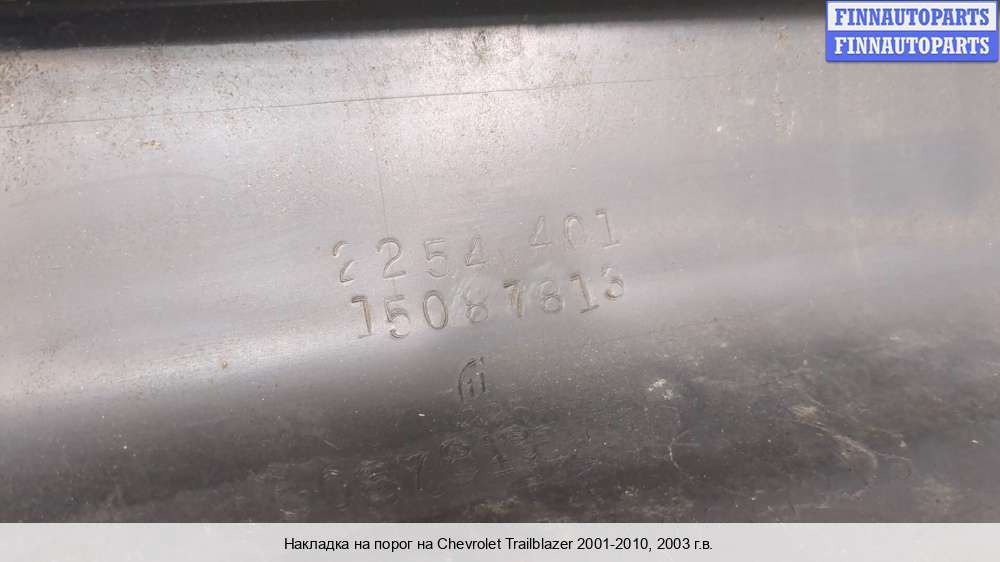 FINNAUTOPARTS
FINNAUTOPARTS
2254 401
15087813
Накладка на порог на Chevrolet Trailblazer 2001-2010, 2003 г.в.